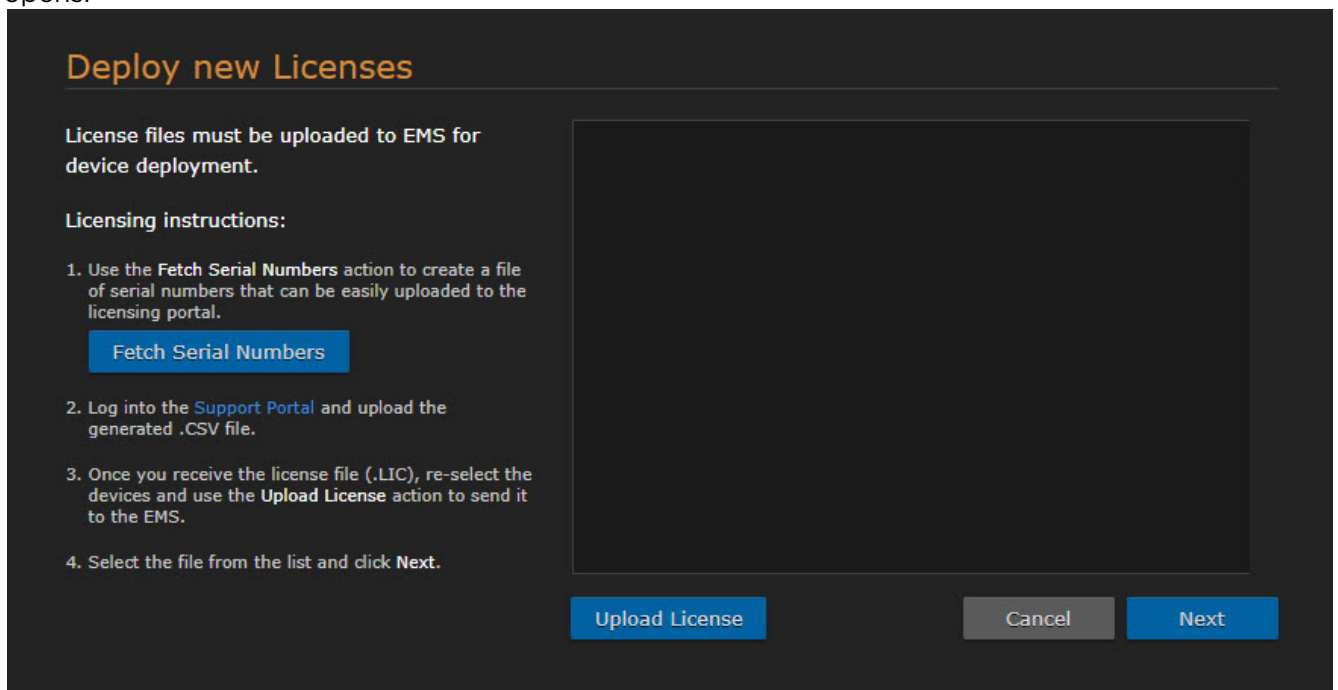 opens.
Deploy new Licenses
License files must be uploaded to EMS for
device deployment.
Licensing instructions:
1. Use the Fetch Serial Numbers action to create a file
of serial numbers that can be easily uploaded to the
licensing portal.
Fetch Serial Numbers
2. Log into the Support Portal and upload the
generated .CSV file.
3. Once you receive the license file (.LIC), re-select the
devices and use the Upload License action to send it
to the EMS.
4. Select the file from the list and click Next.
Upload License
Cancel
Next